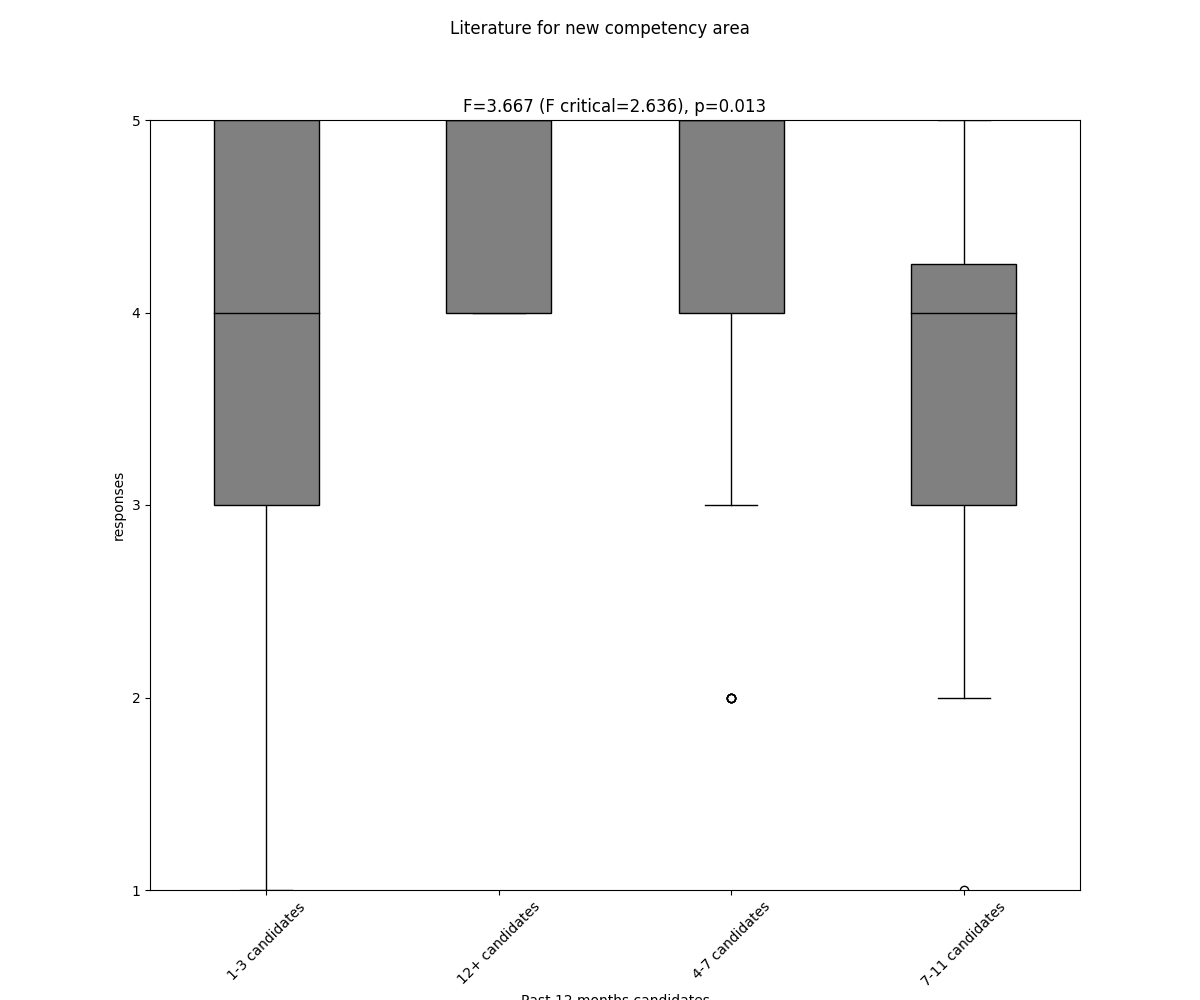 Literature for new competency area
F=3.667 (F critical=2.636), p=0.013
5
4
3
2
1
responses
1-3 candidates
12+ candidates
4-7 candidates
7-11 candidates
Past 12 months candidates